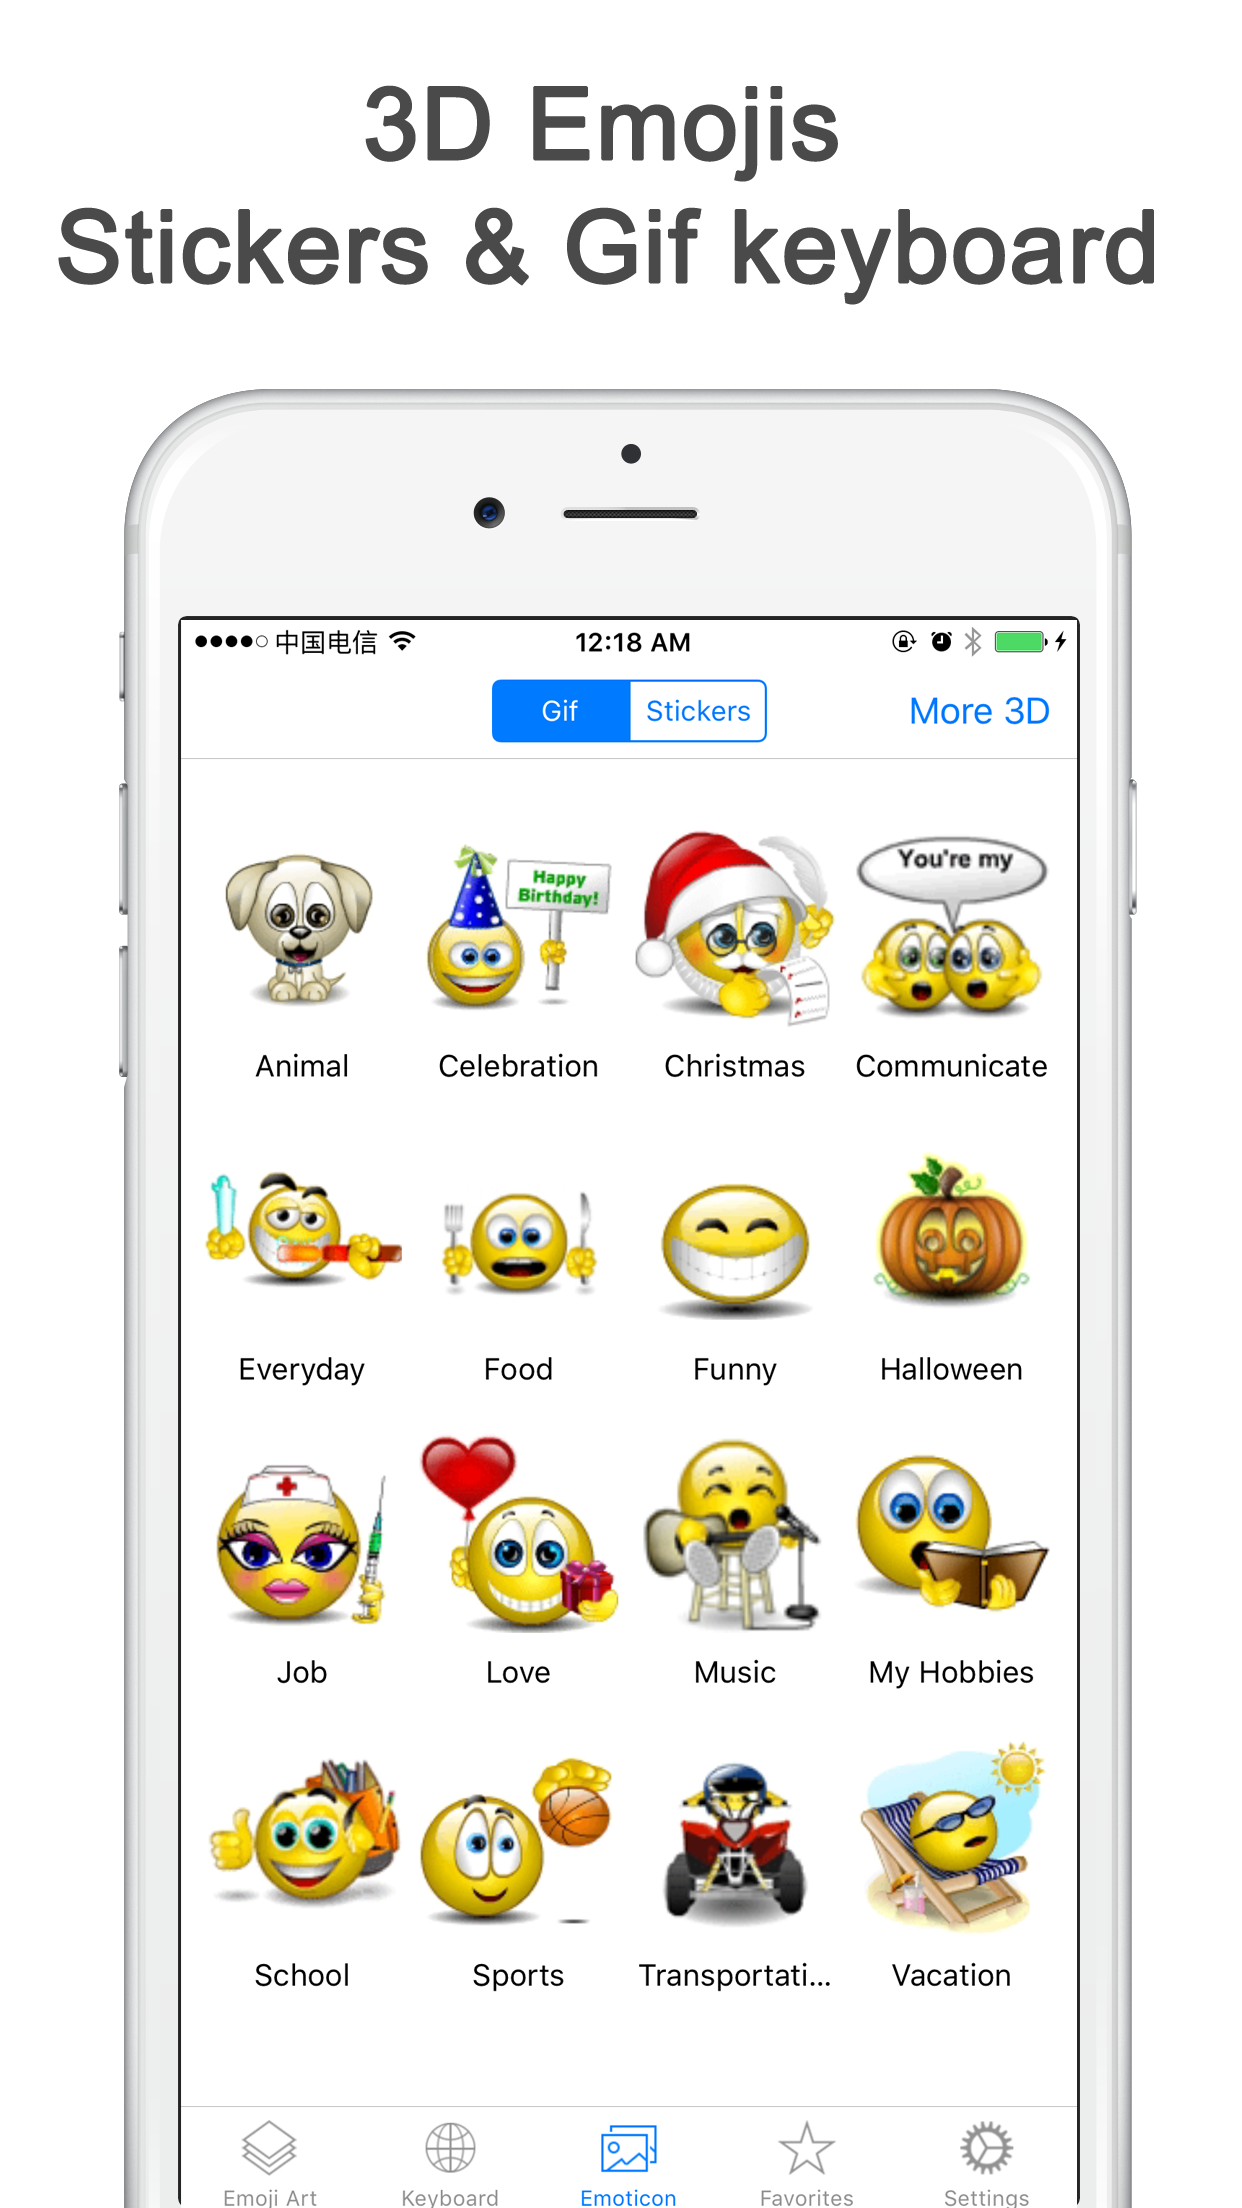 3D Emojis
Stickers & Gif keyboard
中国电信 12:18 AM
Gif Stickers More 3D
Happy
Birthday!
You're my
Animal Celebration Christmas Communicate
Everyday Food Funny Halloween
Job Love Music My Hobbies
School Sports Transportati... Vacation
Emoji Art Keyboard Emoticon Favorites Settings